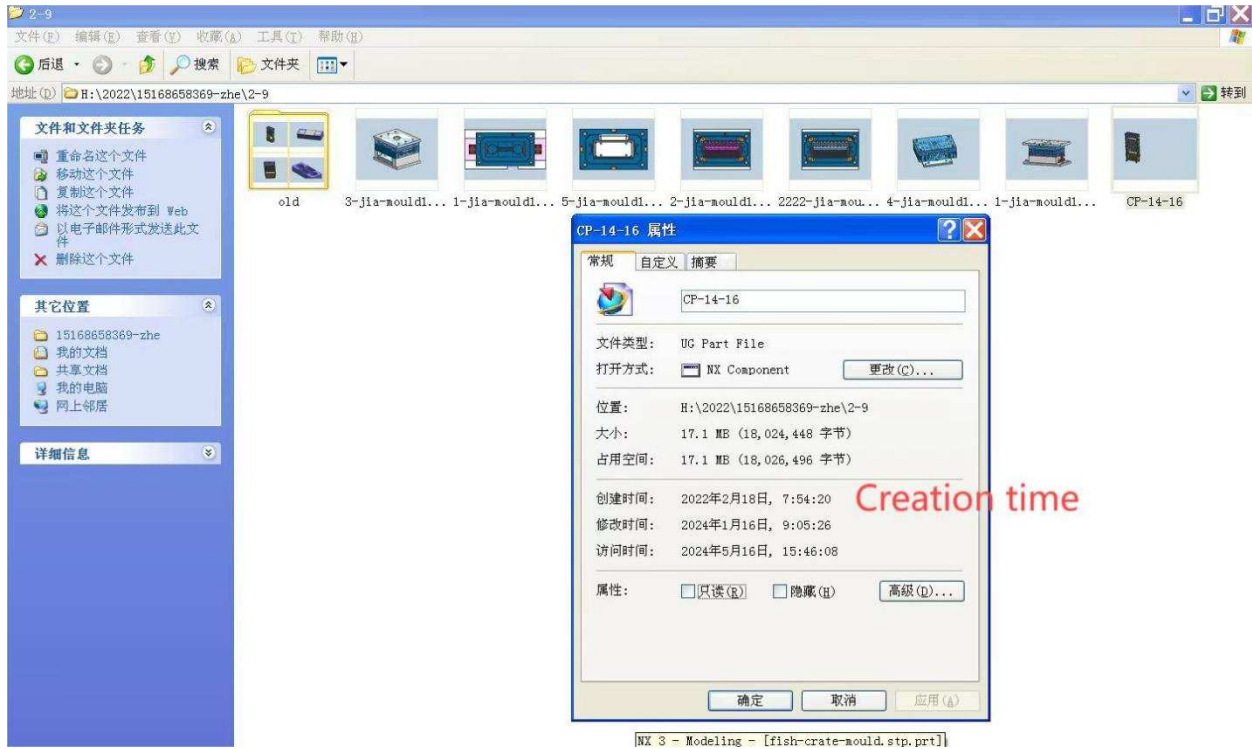 2-9
文件(F) 编辑(E) 查看(V) 收藏(A) 工具(T) 帮助(H)
后退 搜索 文件夹
地址(D) H:\2022\15168658369-zhe\2-9 转到
文件和文件夹任务
重命名这个文件
移动这个文件
复制这个文件
将这个文件发布到 Web
以电子邮件形式发送此文
件
删除这个文件
其它位置
15168658369-zhe
我的文档
共享文档
我的电脑
网上邻居
详细信息
old 3-jia-mould1... 1-jia-mould1... 5-jia-mould1... 2-jia-mould1... 2222-jia-mou... 4-jia-mould1... 1-jia-mould1... CP-14-16
CP-14-16 属性
常规 自定义 摘要
CP-14-16
文件类型: UG Part File
打开方式: NX Component 更改(C)...
位置: H:\2022\15168658369-zhe\2-9
大小: 17.1 MB (18,024,448 字节)
占用空间: 17.1 MB (18,026,496 字节)
创建时间: 2022年2月18日, 7:54:20 Creation time
修改时间: 2024年1月16日, 9:05:26
访问时间: 2024年5月16日, 15:46:08
属性: 只读(R) 隐藏(H) 高级(D)...
确定 取消 应用(A)
NX 3 - Modeling - [fish-crate-mould.stp.prt]